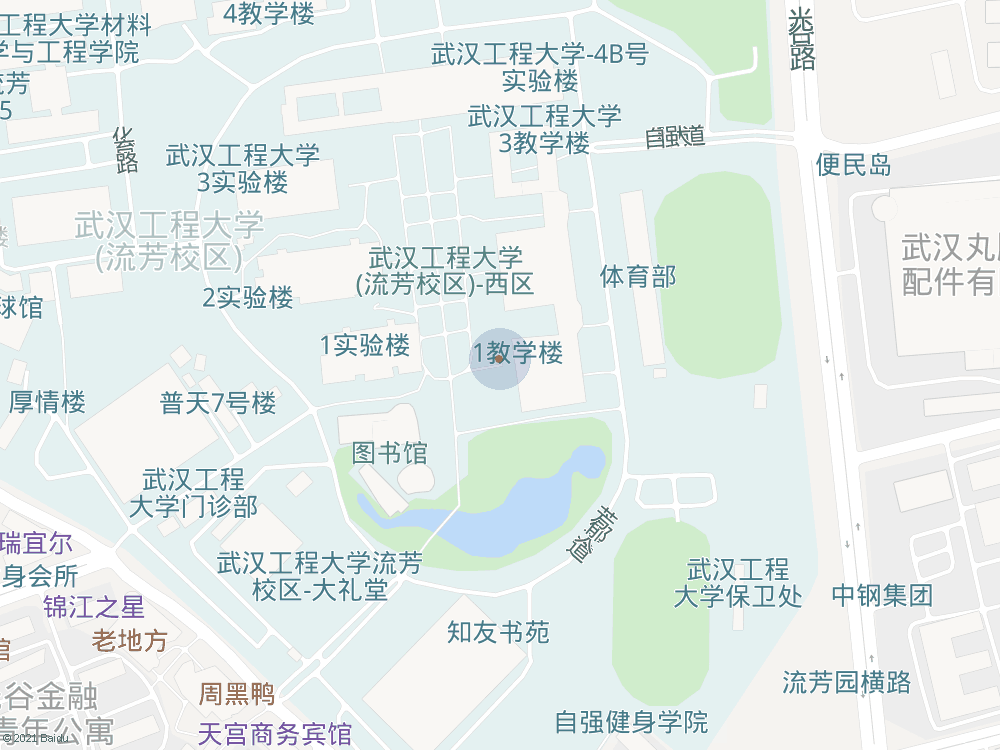 4教学楼
工程大学材料
学与工程学院
武汉工程大学-4B号
实验楼
光谷路
流芳
5
武汉工程大学
3教学楼
自强大道
化育路
武汉工程大学
3实验楼
便民岛
武汉工程大学
(流芳校区)
楼
武汉丸
配件有
武汉工程大学
(流芳校区)-西区
体育部
2实验楼
球馆
1实验楼
1教学楼
厚情楼
普天7号楼
图书馆
武汉工程
大学门诊部
芳邮道
瑞宜尔
身会所
武汉工程大学流芳
校区-大礼堂
武汉工程
大学保卫处
中钢集团
锦江之星
老地方
馆
知友书苑
周黑鸭
流芳园横路
谷金融
青年公寓
天宫商务宾馆
自强健身学院
© 2021 Baidu